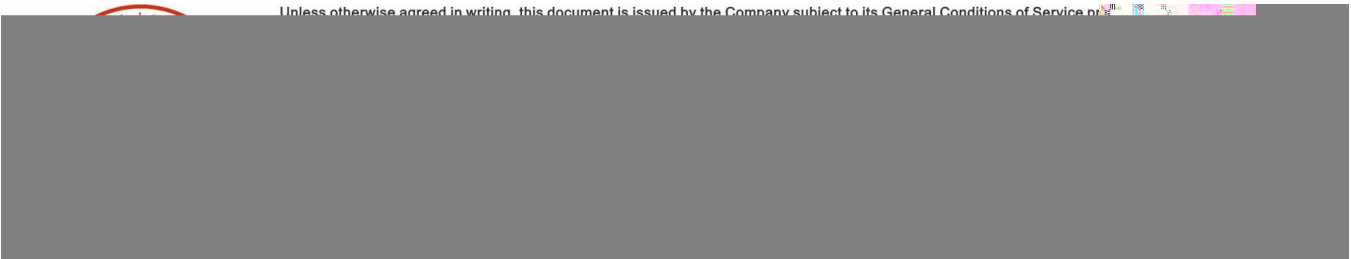 Unless otherwise agreed in writing, this document is issued by the Company subject to its General Conditions of Service